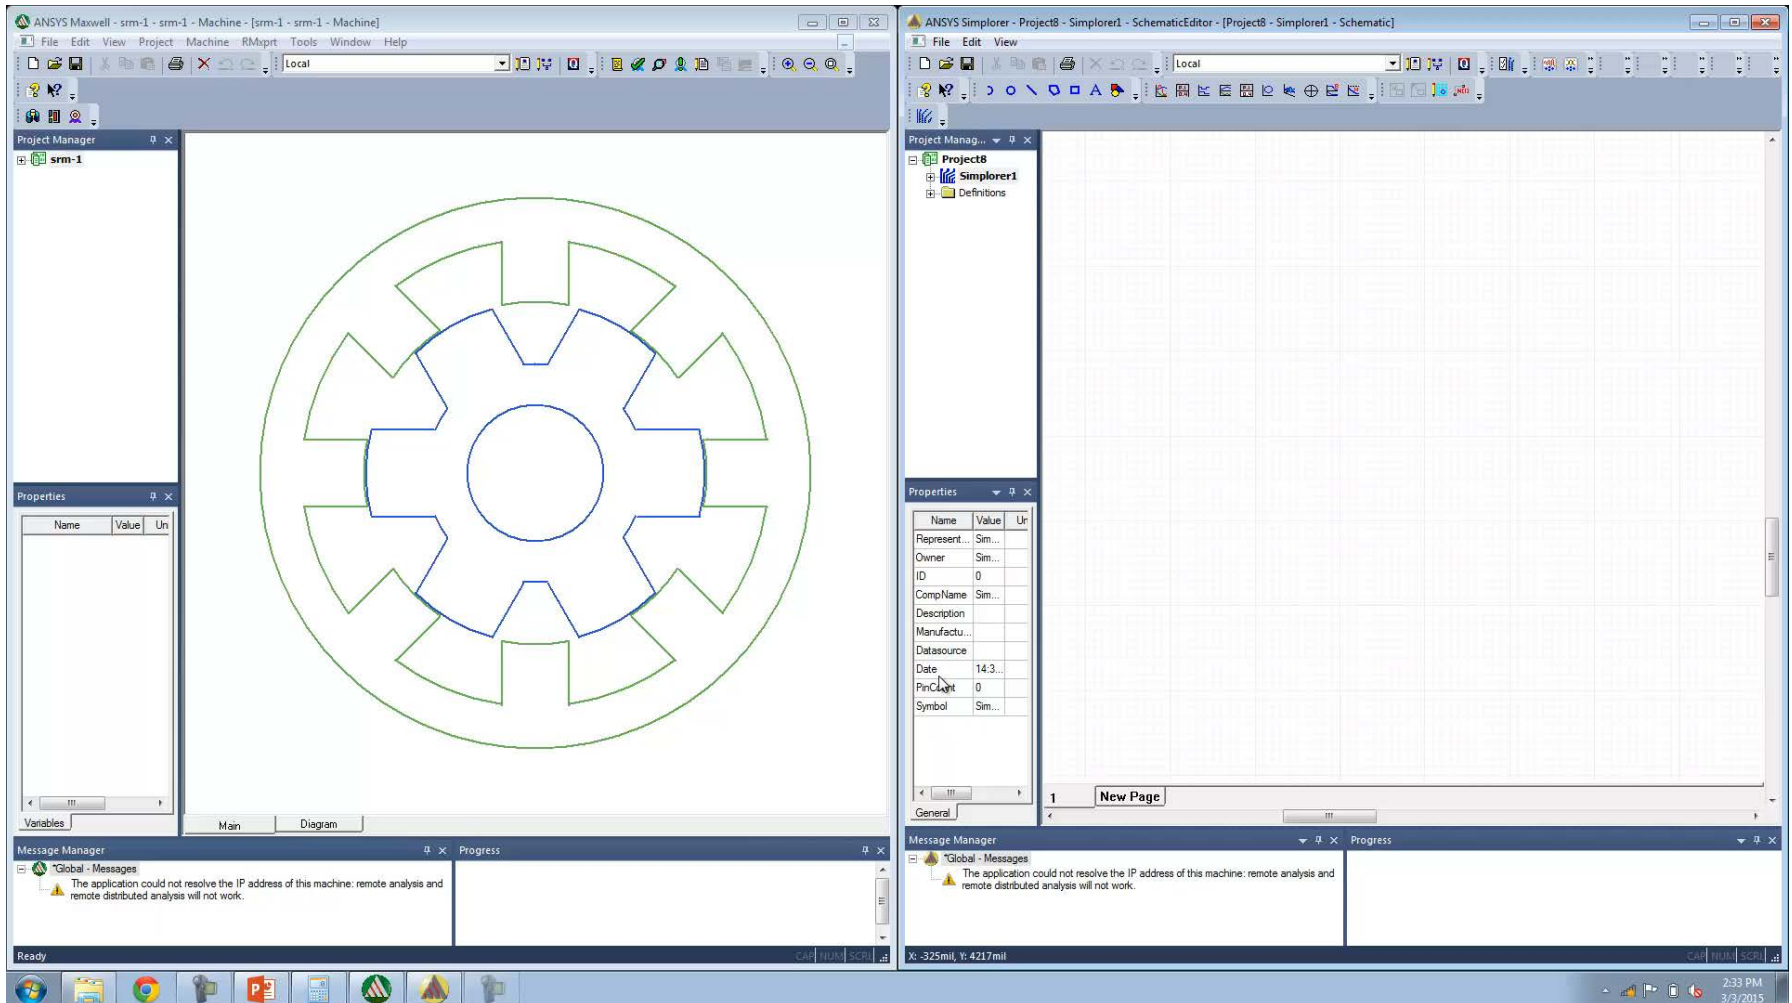 ANSYS Maxwell - srm-1 - srm-1 - Machine - [srm-1 - srm-1 - Machine]
File Edit View Project Machine RMxprt Tools Window Help
Local
Project Manager
srm-1
Properties
Name Value Un
Variables
Main Diagram
Message Manager
*Global - Messages
The application could not resolve the IP address of this machine: remote analysis and
remote distributed analysis will not work.
Progress
Ready
CAP NUM SCRL
ANSYS Simplorer - Project8 - Simplorer1 - SchematicEditor - [Project8 - Simplorer1 - Schematic]
File Edit View
Local
Project Manag...
Project8
Simplorer1
Definitions
Properties
Name Value Ur
Represent... Sim...
Owner Sim...
ID 0
CompName Sim...
Description
Manufactu...
Datasource
Date 14:3...
PinCount 0
Symbol Sim...
General
1 New Page
Message Manager
*Global - Messages
The application could not resolve the IP address of this machine: remote analysis and
remote distributed analysis will not work.
Progress
X: -325mil, Y: 4217mil
CAP NUM SCRL
2:33 PM
3/3/2015